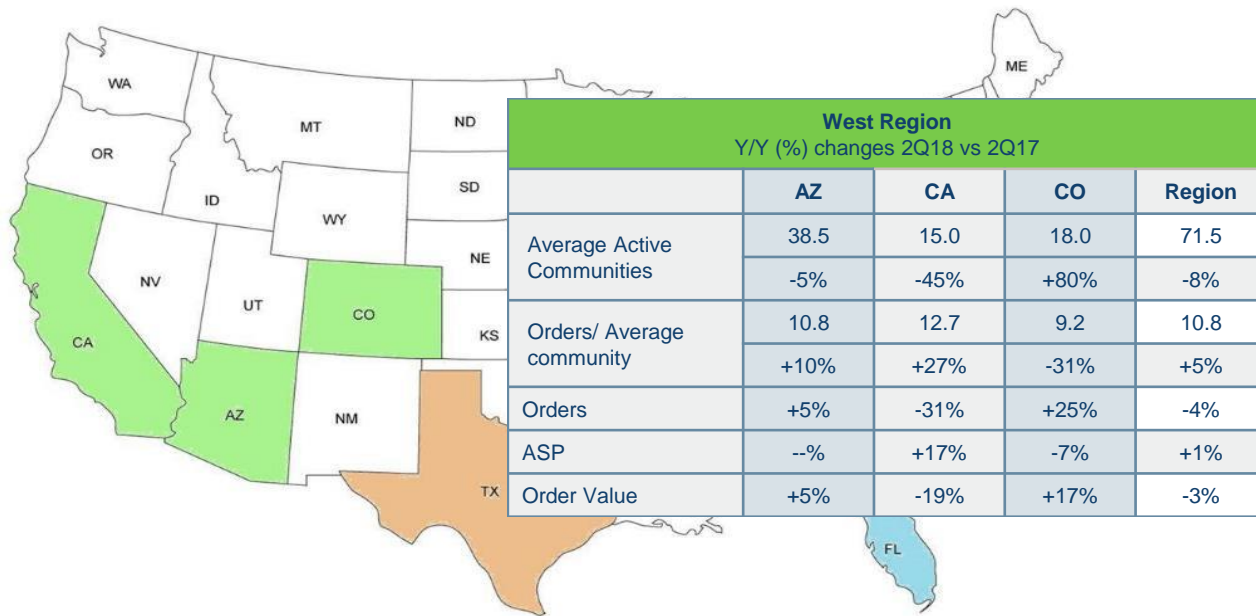 ME
WA
MT
ND
OR
SD
ID
WY
NE
NV
UT
CO
KS
CA
AZ
NM
TX
FL
West Region
Y/Y (%) changes 2Q18 vs 2Q17
AZ CA CO Region
Average Active
Communities
38.5 15.0 18.0 71.5
-5% -45% +80% -8%
Orders/ Average
community
10.8 12.7 9.2 10.8
+10% +27% -31% +5%
Orders +5% -31% +25% -4%
ASP --% +17% -7% +1%
Order Value +5% -19% +17% -3%